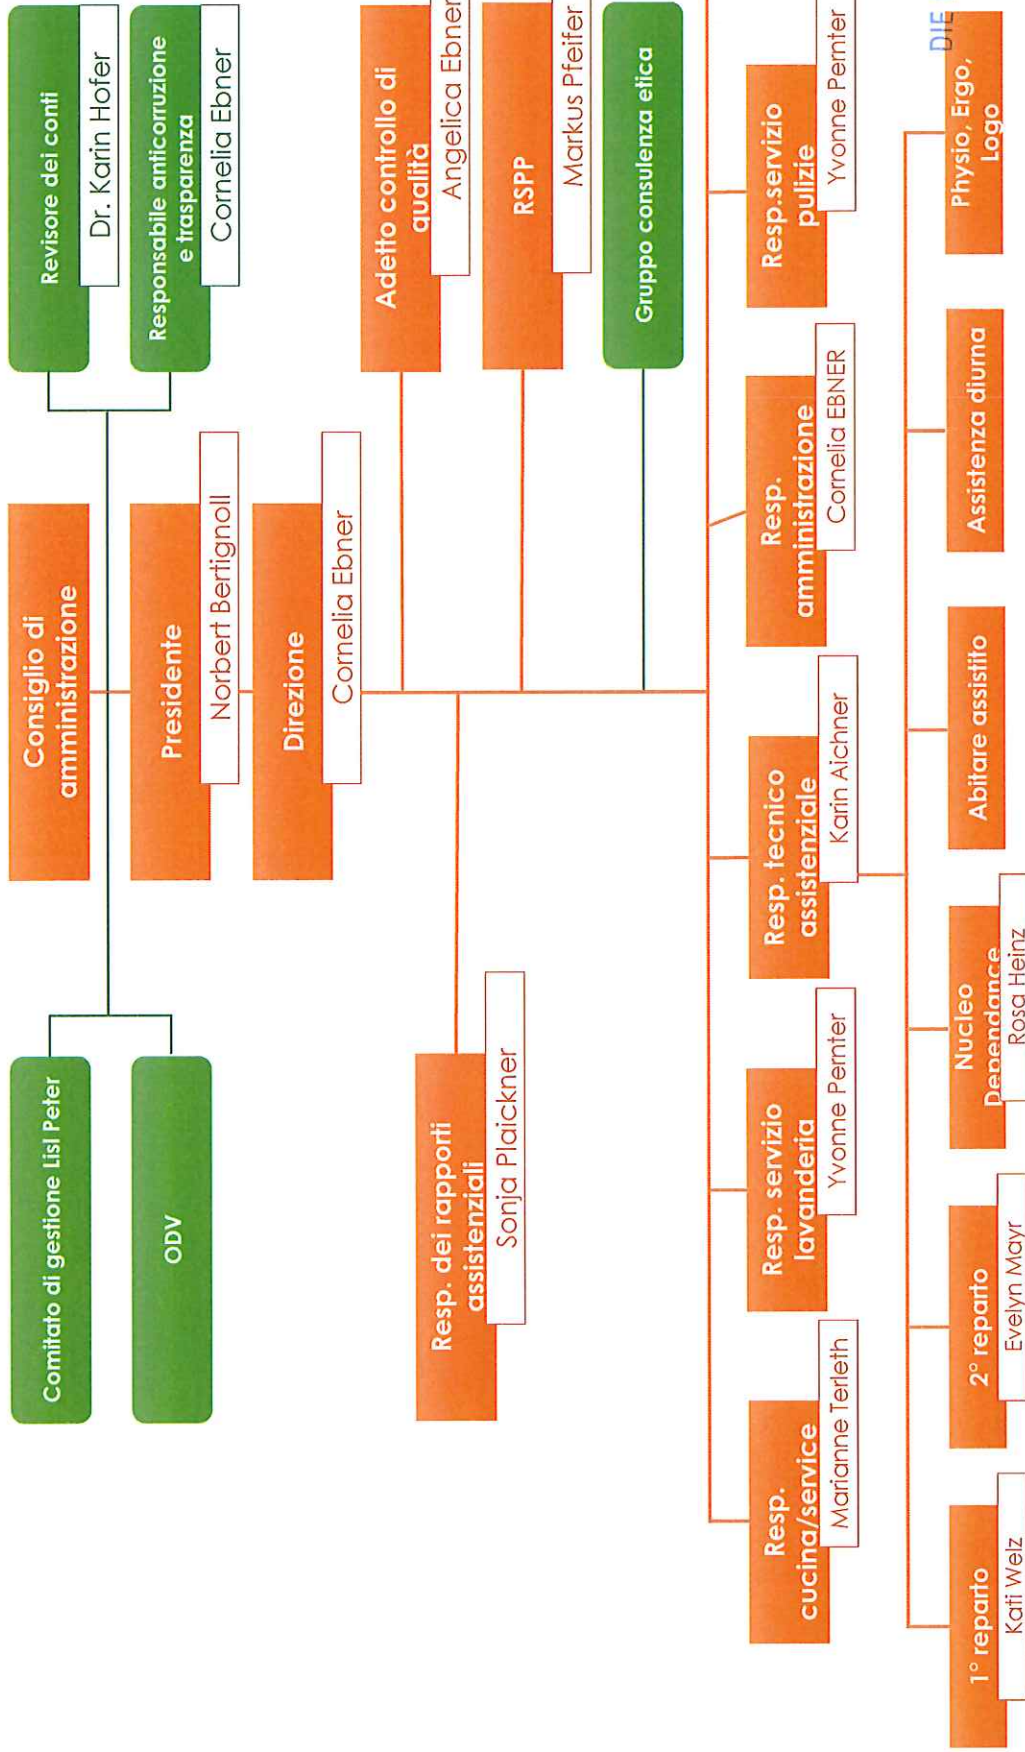 Comitato di gestione Lisl Peter
ODV
Consiglio di
amministrazione
Presidente
Norbert Bertignoll
Direzione
Cornelia Ebner
Revisore dei conti
Dr. Karin Hofer
Responsabile anticorruzione
e trasparenza
Cornelia Ebner
Resp. dei rapporti
assistenziali
Sonja Plaickner
Adetto controllo di
qualità
Angelica Ebner
RSPP
Markus Pfeifer
Gruppo consulenza etica
Resp.
cucina/service
Marianne Terleth
Resp. servizio
lavanderia
Yvonne Pernter
Resp. tecnico
assistenziale
Karin Aichner
Resp.
amministrazione
Cornelia EBNER
Resp.servizio
pulizie
Yvonne Pernter
1° reparto
Kati Welz
2° reparto
Evelyn Mayr
Nucleo
Dependance
Rosa Heinz
Abitare assistito
Assistenza diurna
Physio, Ergo,
Logo
DIE